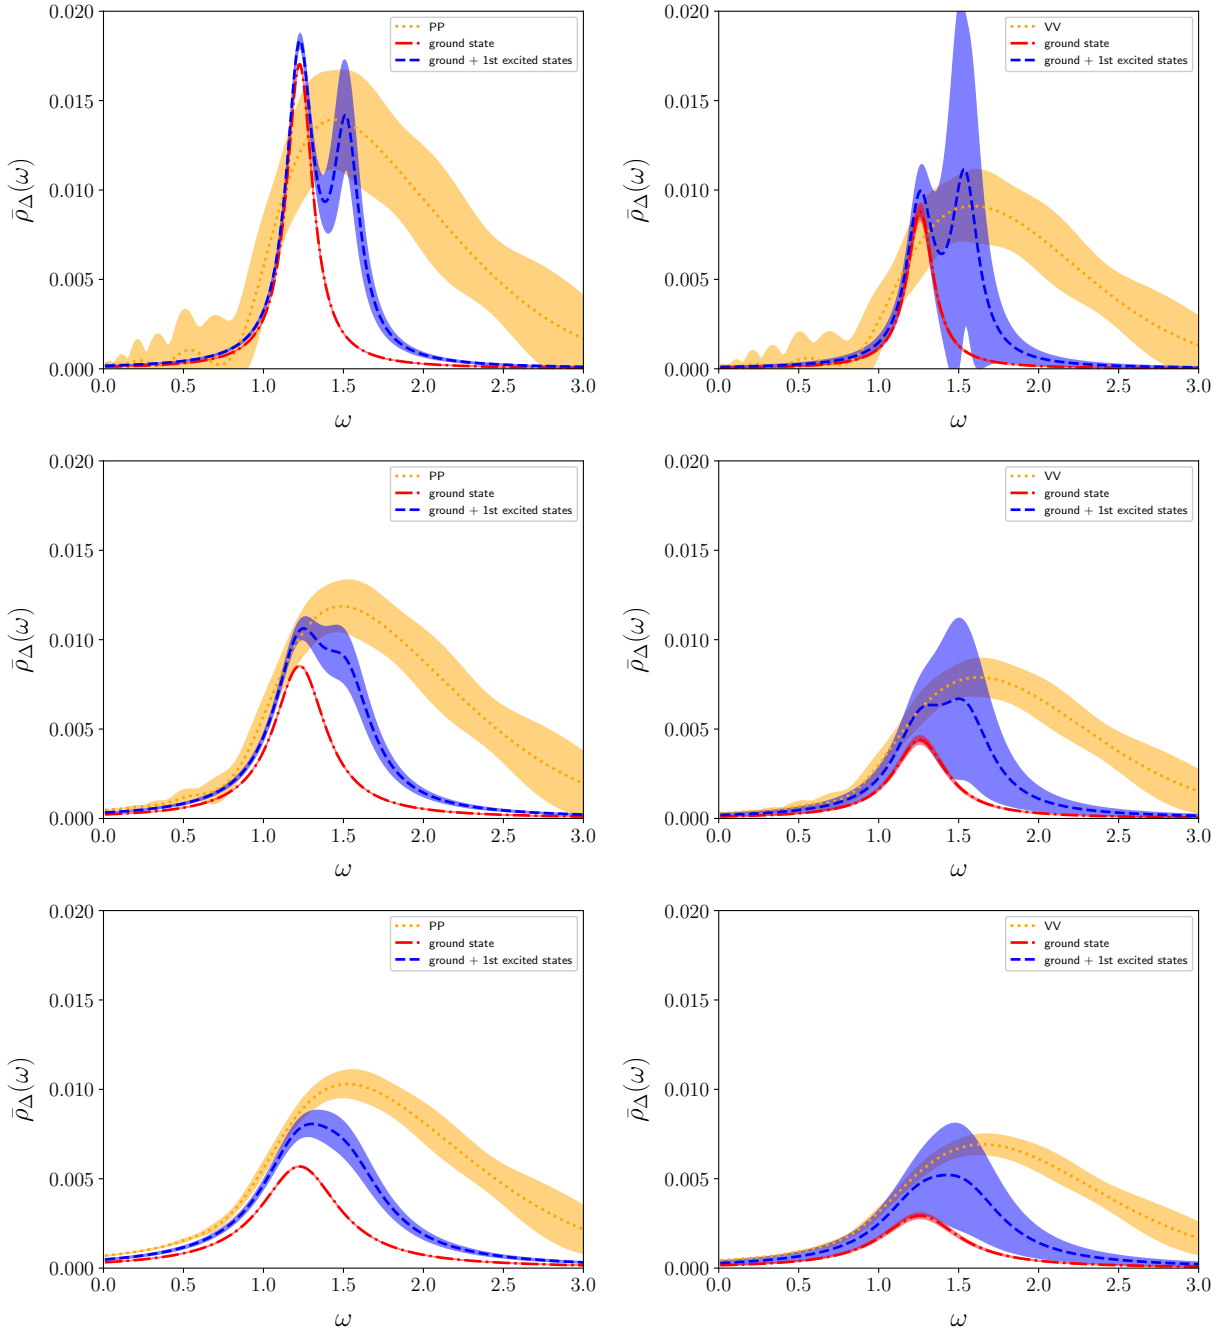 0.020
0.015
0.010
0.005
0.000
ρ̄Δ(ω)
PP
ground state
ground + 1st excited states
0.0 0.5 1.0 1.5 2.0 2.5 3.0
ω
0.020
0.015
0.010
0.005
0.000
ρ̄Δ(ω)
VV
ground state
ground + 1st excited states
0.0 0.5 1.0 1.5 2.0 2.5 3.0
ω
0.020
0.015
0.010
0.005
0.000
ρ̄Δ(ω)
PP
ground state
ground + 1st excited states
0.0 0.5 1.0 1.5 2.0 2.5 3.0
ω
0.020
0.015
0.010
0.005
0.000
ρ̄Δ(ω)
VV
ground state
ground + 1st excited states
0.0 0.5 1.0 1.5 2.0 2.5 3.0
ω
0.020
0.015
0.010
0.005
0.000
ρ̄Δ(ω)
PP
ground state
ground + 1st excited states
0.0 0.5 1.0 1.5 2.0 2.5 3.0
ω
0.020
0.015
0.010
0.005
0.000
ρ̄Δ(ω)
VV
ground state
ground + 1st excited states
0.0 0.5 1.0 1.5 2.0 2.5 3.0
ω